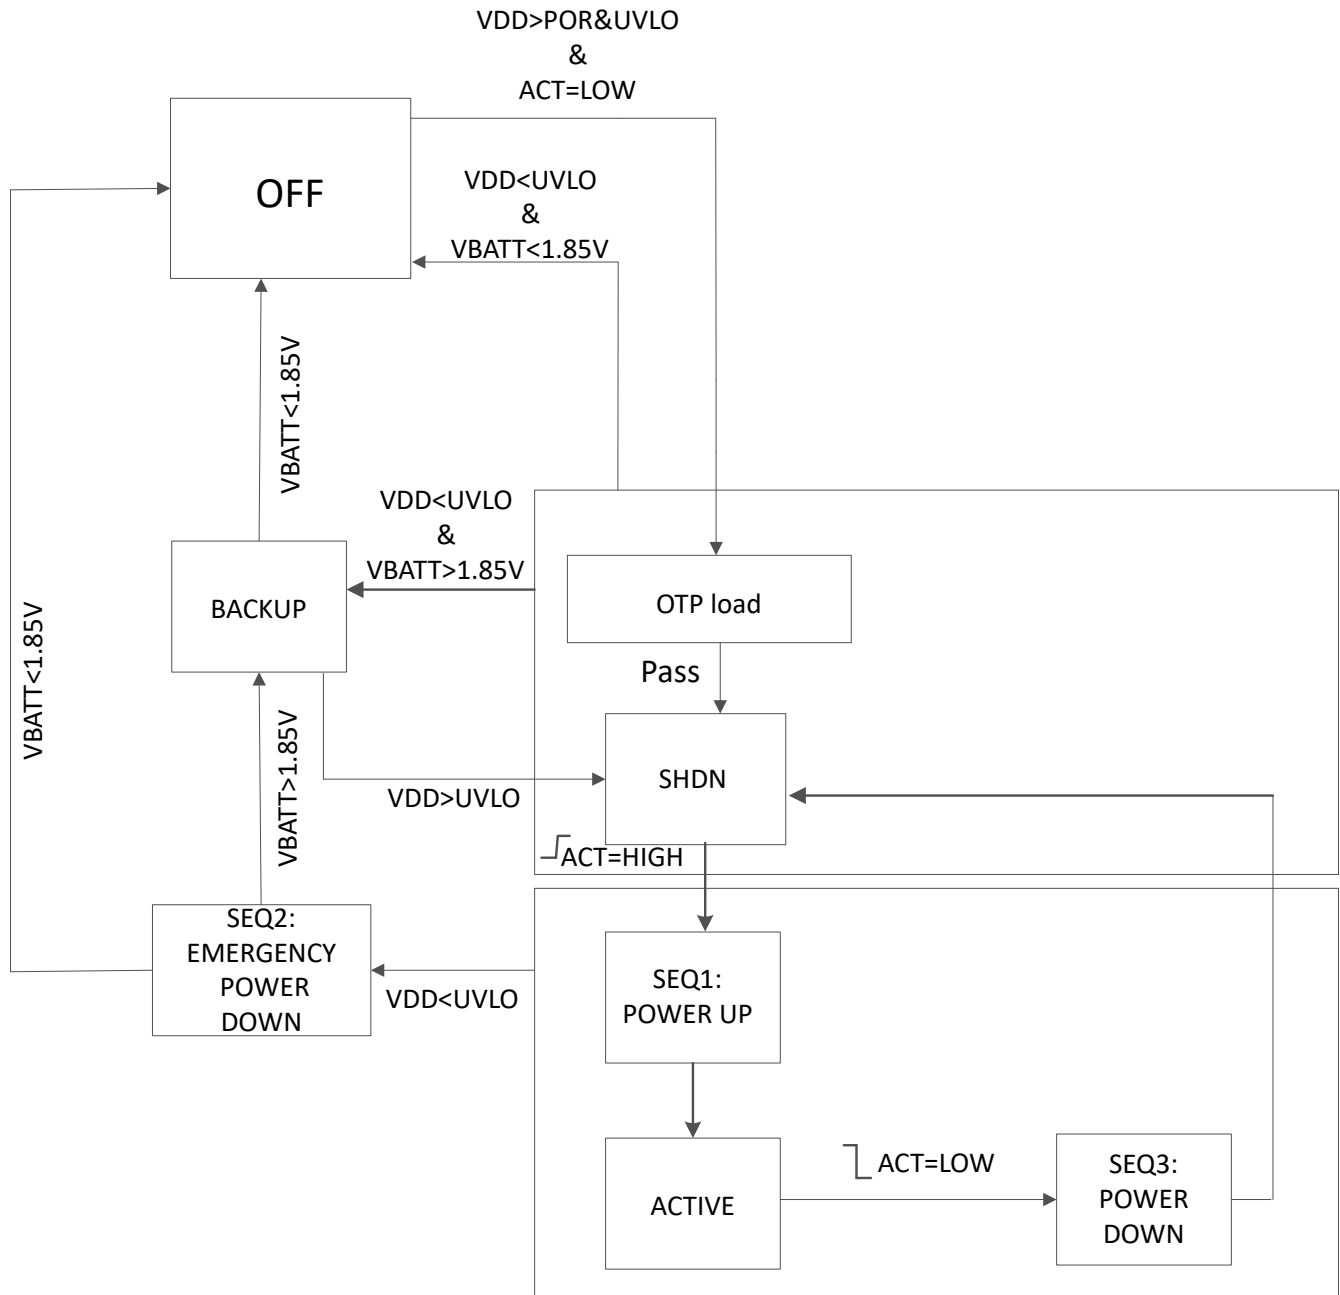 VDD>POR&UVLO
&
ACT=LOW
OFF
VDD<UVLO
&
VBATT<1.85V
VBATT<1.85V
VDD<UVLO
&
VBATT>1.85V
BACKUP
OTP load
Pass
VBATT<1.85V
VBATT>1.85V
SHDN
VDD>UVLO
ACT=HIGH
SEQ2:
EMERGENCY
POWER
DOWN
VDD<UVLO
SEQ1:
POWER UP
ACTIVE
ACT=LOW
SEQ3:
POWER
DOWN